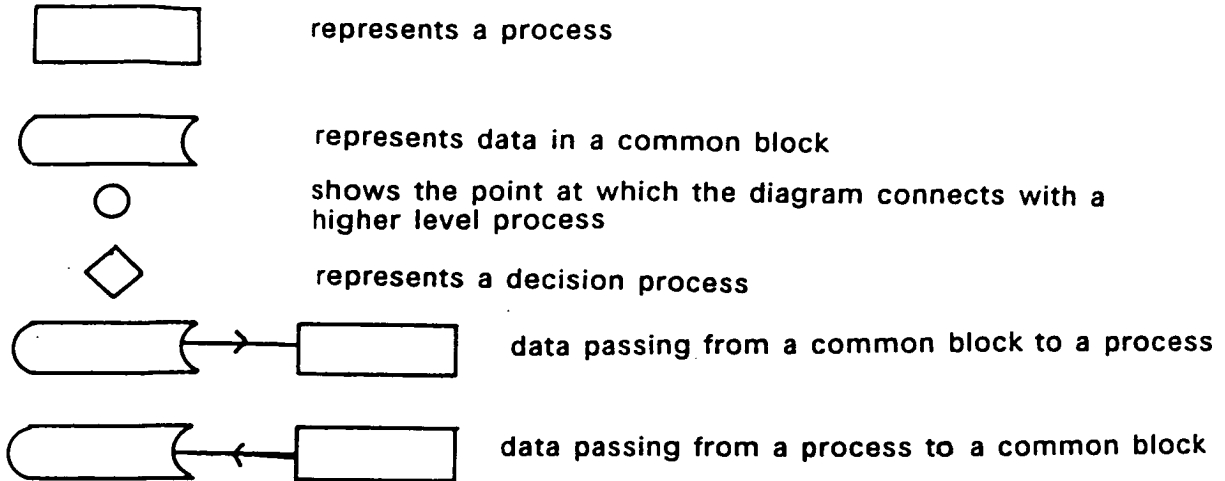 represents a process
represents data in a common block
shows the point at which the diagram connects with a
higher level process
represents a decision process
data passing from a common block to a process
data passing from a process to a common block